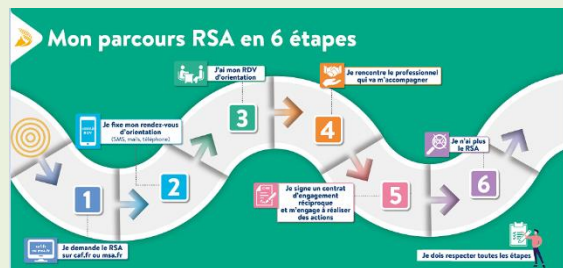 Mon parcours RSA en 6 étapes
1
Je demande le RSA
sur caf.fr ou msa.fr
2
Je fixe mon rendez-vous
d'orientation
(SMS, mails, téléphone)
3
J'ai mon RDV
d'orientation
4
Je rencontre le professionnel
qui va m'accompagner
5
Je signe un contrat
d'engagement
réciproque
et m'engage à réaliser
des actions
6
Je n'ai plus
le RSA
Je dois respecter toutes les étapes